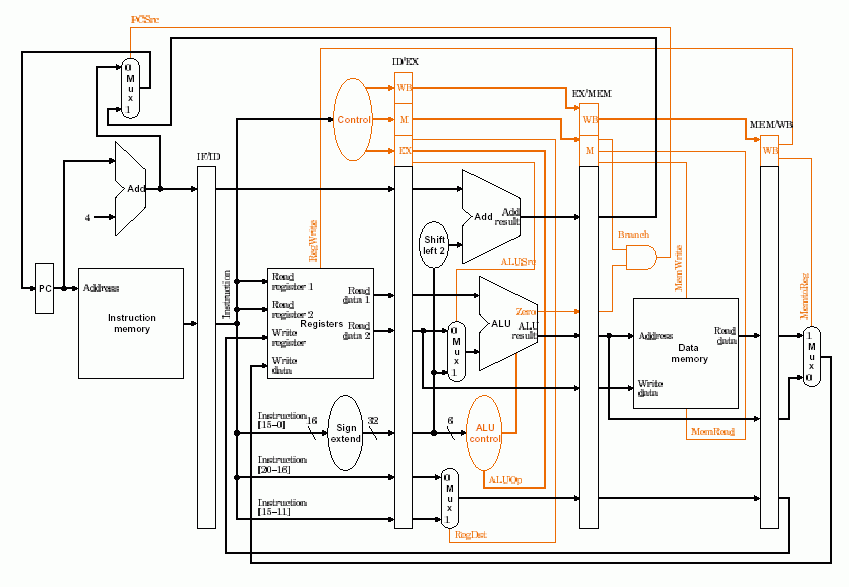 PCSrc
0
M
u
x
1
ID/EX
WB
EX/MEM
WB
Control
M
MEM/WB
EX
M
WB
IF/ID
Add
4
Add
Add
result
RegWrite
Shift
left 2
ALUSrc
Branch
MemWrite
PC
Address
Instruction
memory
Instruction
Read
register 1
Read
register 2
Write
register
Write
data
Registers
Read
data 1
Read
data 2
0
M
u
x
1
Zero
ALU
ALU
result
Address
Read
data
Data
memory
Write
data
MemtoReg
1
M
u
x
0
Instruction
[15–0]
16
Sign
extend
32
6
ALU
control
MemRead
Instruction
[20–16]
ALUOp
0
M
u
x
1
Instruction
[15–11]
RegDst